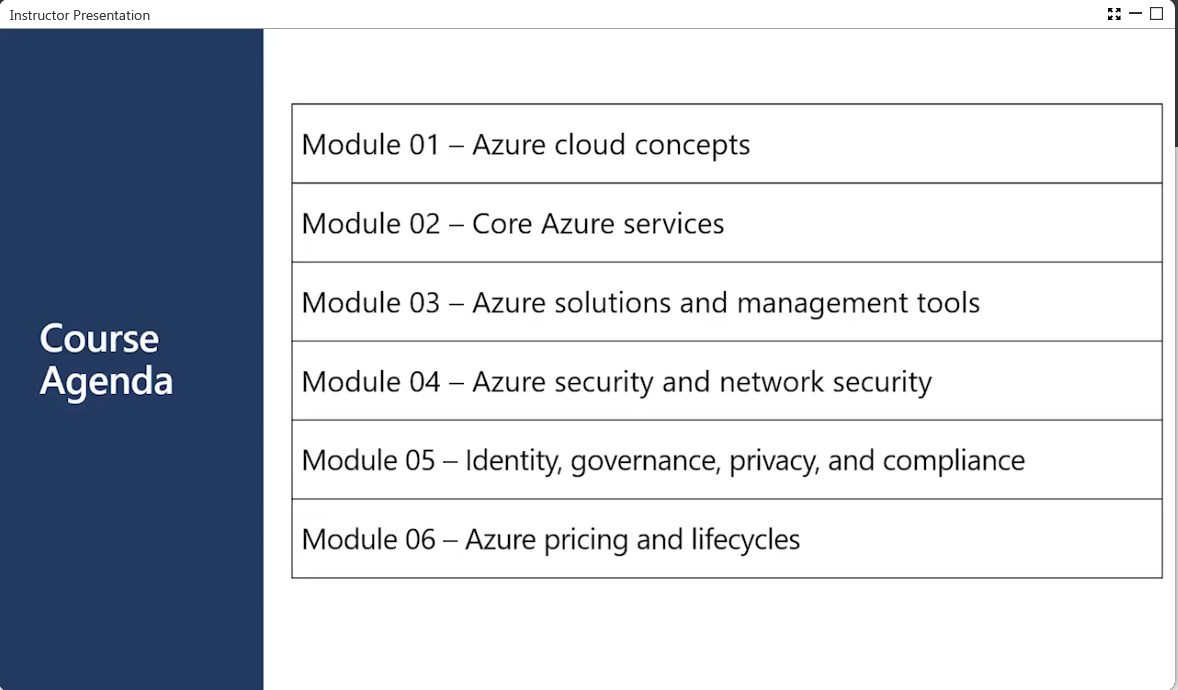 Instructor Presentation
Course
Agenda
Module 01 – Azure cloud concepts
Module 02 – Core Azure services
Module 03 – Azure solutions and management tools
Module 04 – Azure security and network security
Module 05 – Identity, governance, privacy, and compliance
Module 06 – Azure pricing and lifecycles